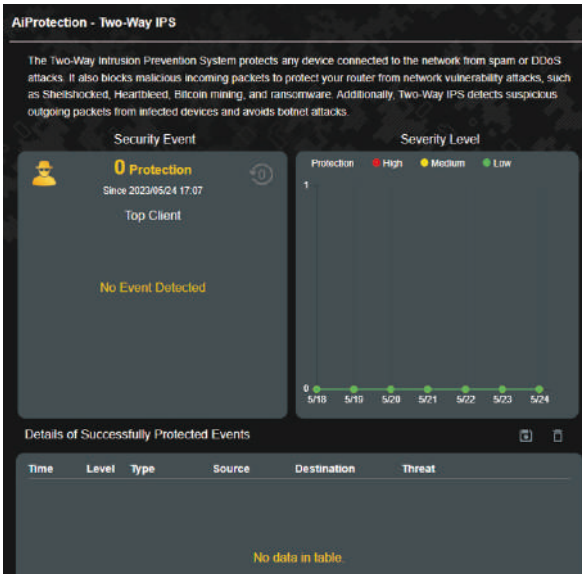 AiProtection - Two-Way IPS
The Two-Way Intrusion Prevention System protects any device connected to the network from spam or DDoS
attacks. It also blocks malicious incoming packets to protect your router from network vulnerability attacks, such
as Shellshocked, Heartbleed, Bitcoin mining, and ransomware. Additionally, Two-Way IPS detects suspicious
outgoing packets from infected devices and avoids botnet attacks.
Security Event
0 Protection
0
Since 2023/05/24 17:07
Top Client
No Event Detected
Severity Level
Protection High Medium Low
1
0
5/18 5/19 5/20 5/21 5/22 5/23 5/24
Details of Successfully Protected Events
Time Level Type Source Destination Threat
No data in table.